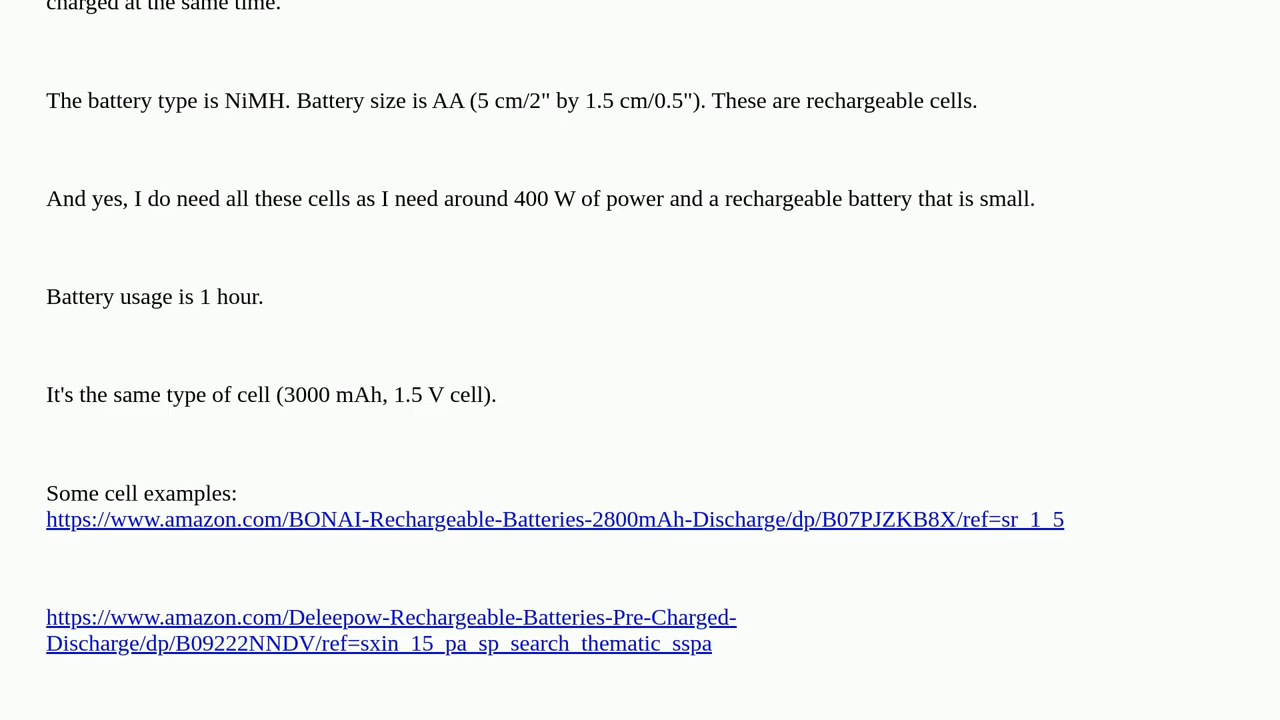 charged at the same time.
The battery type is NiMH. Battery size is AA (5 cm/2" by 1.5 cm/0.5"). These are rechargeable cells.
And yes, I do need all these cells as I need around 400 W of power and a rechargeable battery that is small.
Battery usage is 1 hour.
It's the same type of cell (3000 mAh, 1.5 V cell).
Some cell examples:
https://www.amazon.com/BONAI-Rechargeable-Batteries-2800mAh-Discharge/dp/B07PJZKB8X/ref=sr_1_5
https://www.amazon.com/Deleepow-Rechargeable-Batteries-Pre-Charged-
Discharge/dp/B09222NNDV/ref=sxin_15_pa_sp_search_thematic_sspa